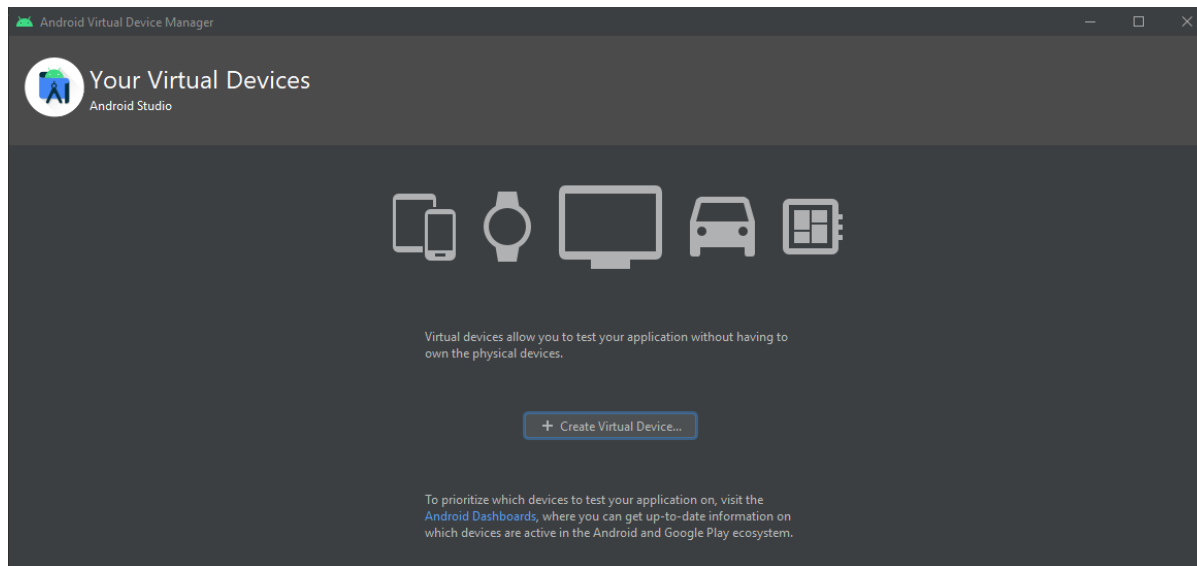 Android Virtual Device Manager
Your Virtual Devices
Android Studio
Virtual devices allow you to test your application without having to
own the physical devices.
+ Create Virtual Device...
To prioritize which devices to test your application on, visit the
Android Dashboards, where you can get up-to-date information on
which devices are active in the Android and Google Play ecosystem.